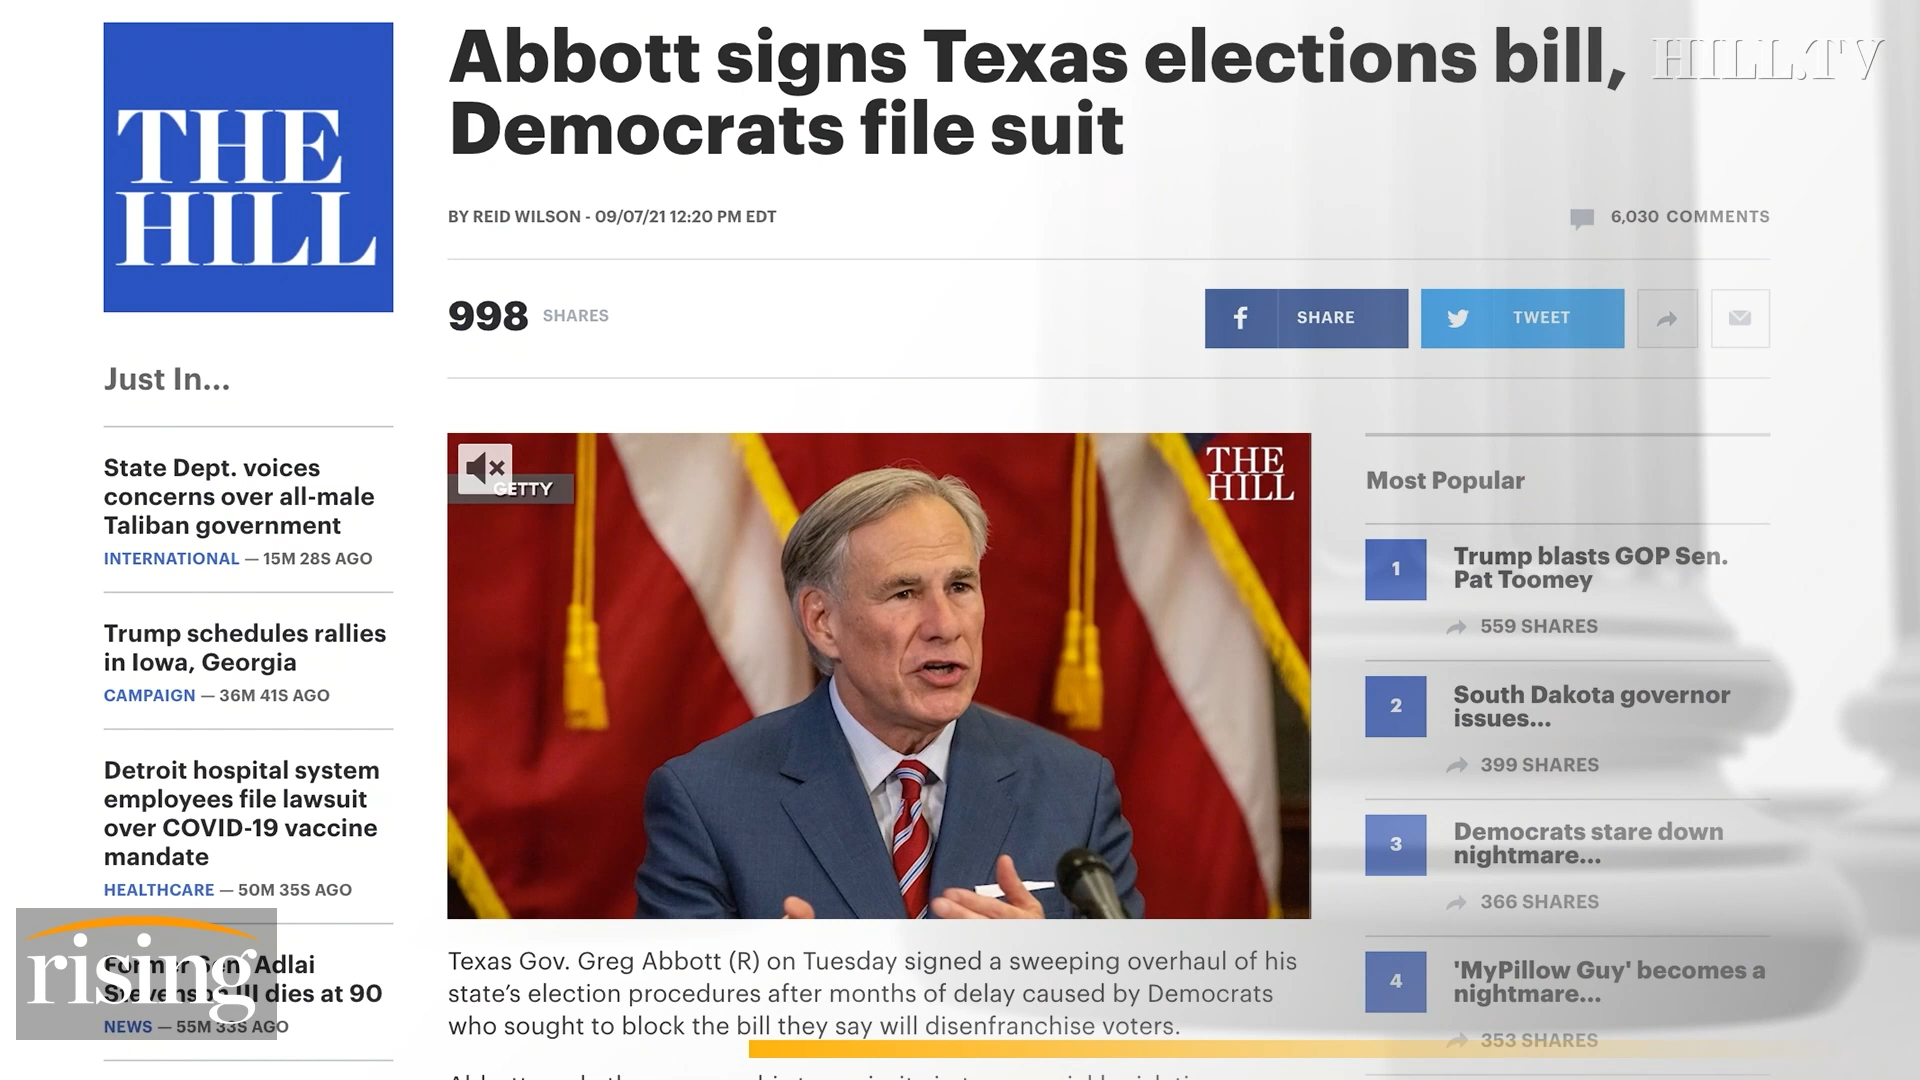 THE
HILL
Abbott signs Texas elections bill,
Democrats file suit
HILL.TV
BY REID WILSON - 09/07/21 12:20 PM EDT
6,030 COMMENTS
998 SHARES
SHARE
TWEET
Just In...
State Dept. voices
concerns over all-male
Taliban government
INTERNATIONAL — 15M 28S AGO
Trump schedules rallies
in Iowa, Georgia
CAMPAIGN — 36M 41S AGO
Detroit hospital system
employees file lawsuit
over COVID-19 vaccine
mandate
HEALTHCARE — 50M 35S AGO
Former Sen. Adlai
Stevenson III dies at 90
NEWS — 55M 33S AGO
rising
GETTY
THE
HILL
Texas Gov. Greg Abbott (R) on Tuesday signed a sweeping overhaul of his
state’s election procedures after months of delay caused by Democrats
who sought to block the bill they say will disenfranchise voters.
Most Popular
1
Trump blasts GOP Sen.
Pat Toomey
559 SHARES
2
South Dakota governor
issues...
399 SHARES
3
Democrats stare down
nightmare...
366 SHARES
4
'MyPillow Guy' becomes a
nightmare...
353 SHARES